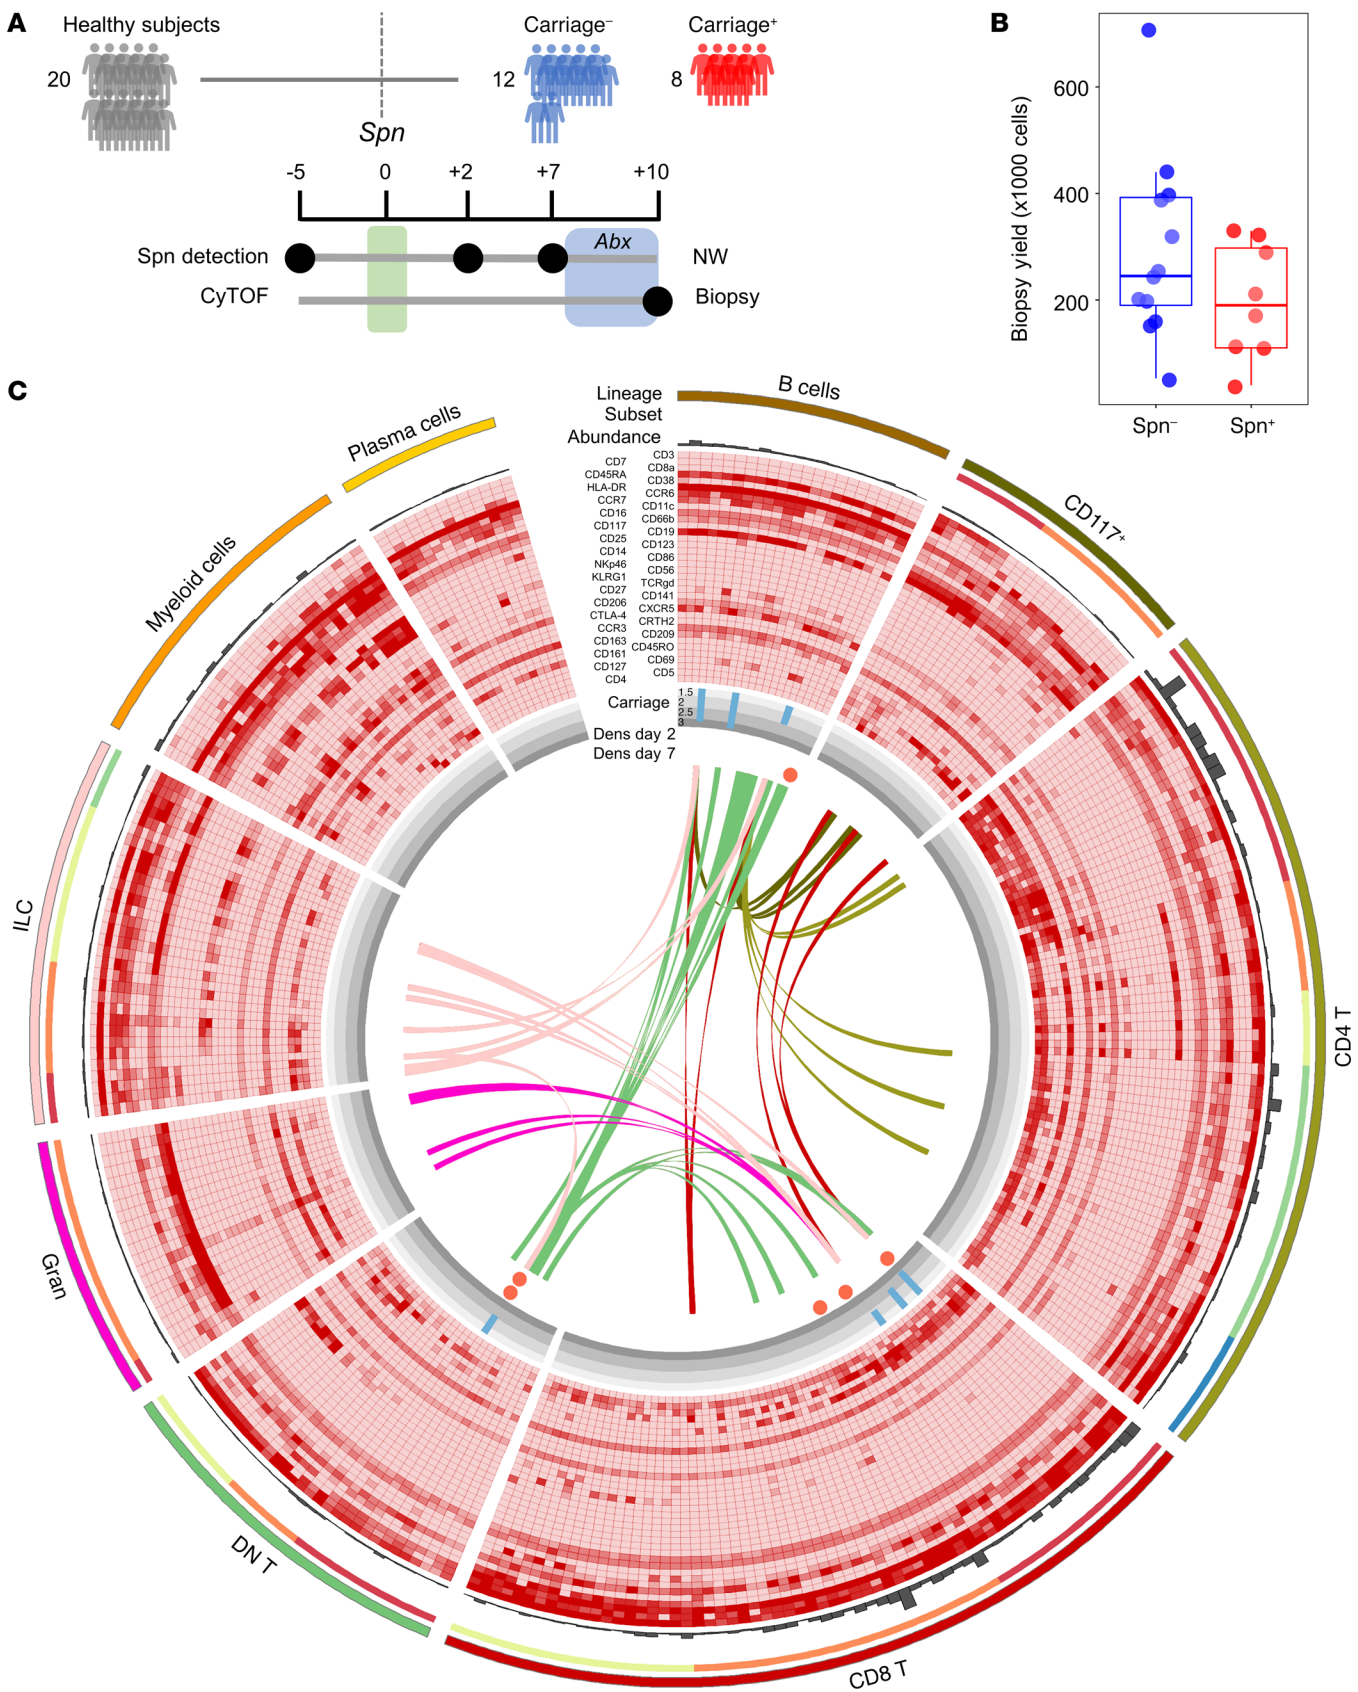 A
Healthy subjects
20
Spn
Carriage⁻
12
Carriage⁺
8
-5
0
+2
+7
+10
Abx
Spn detection
NW
CyTOF
Biopsy
B
Biopsy yield (x1000 cells)
600
400
200
Spn⁻
Spn⁺
C
Lineage
Subset
Abundance
CD3
CD7
CD8a
CD45RA
CD38
HLA-DR
CCR6
CCR7
CD11c
CD16
CD66b
CD117
CD19
CD25
CD123
CD14
CD86
NKp46
CD56
KLRG1
TCRgd
CD27
CD141
CD206
CXCR5
CTLA-4
CRTH2
CCR3
CD209
CD163
CD45RO
CD161
CD69
CD127
CD5
CD4
Carriage
1.5
2
2.5
3
Dens day 2
Dens day 7
B cells
CD117⁺
CD4 T
CD8 T
DN T
Gran
ILC
Myeloid cells
Plasma cells